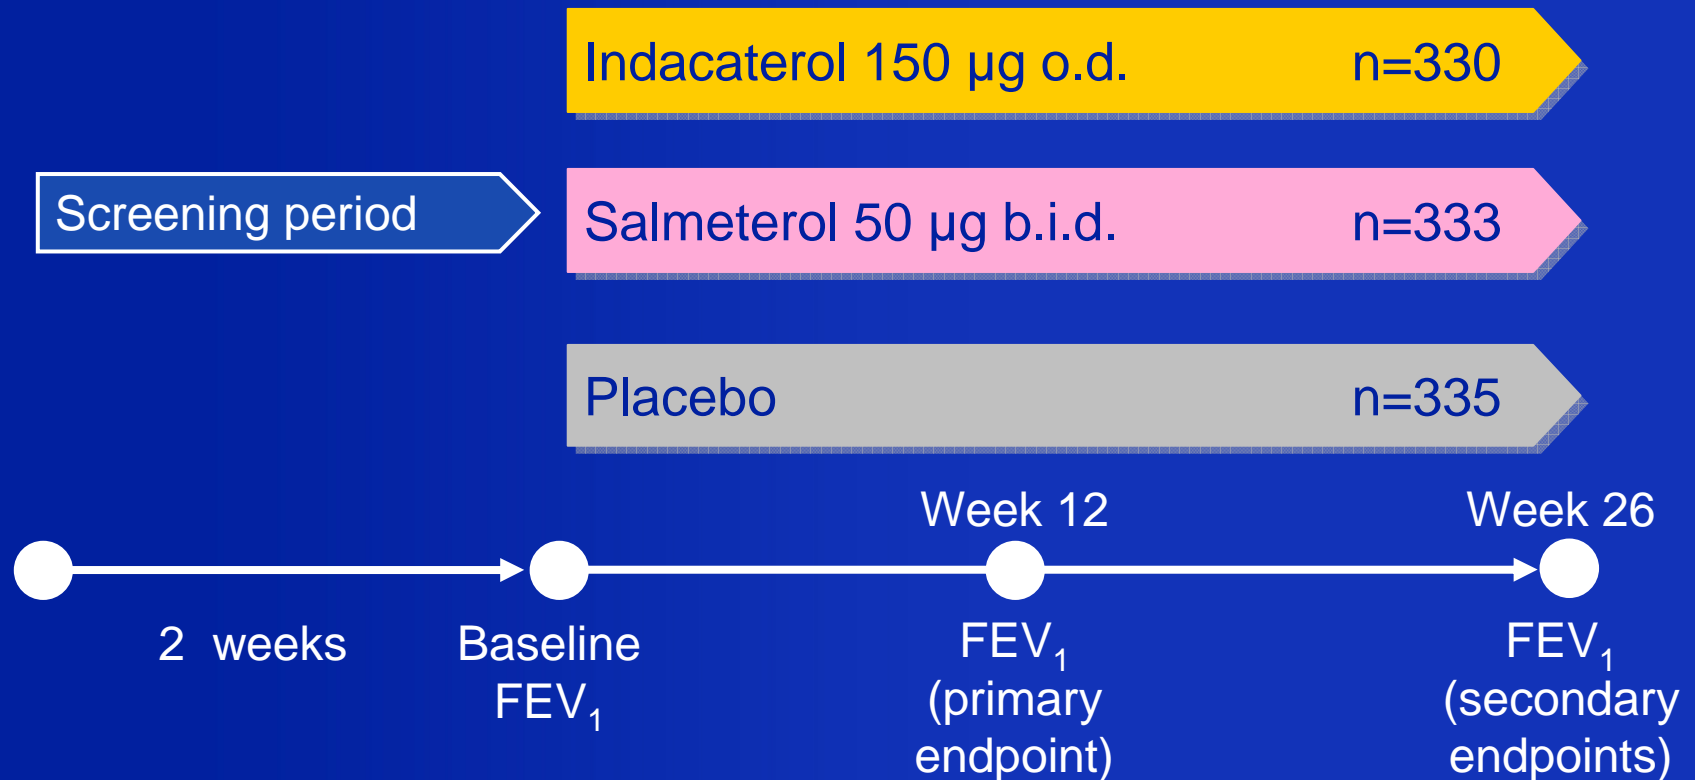 Indacaterol 150 µg o.d. n=330
Screening period
Salmeterol 50 µg b.i.d. n=333
Placebo n=335
Week 12
Week 26
2 weeks
Baseline
FEV₁
FEV₁
(primary
endpoint)
FEV₁
(secondary
endpoints)